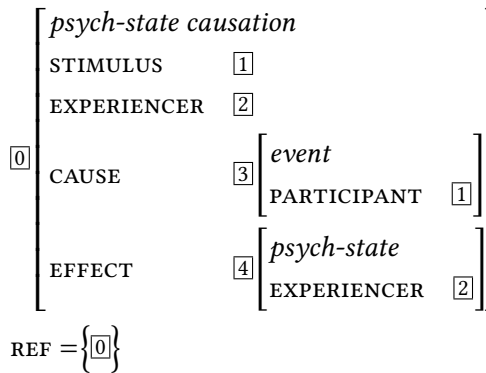 psych-state causation
STIMULUS 1
EXPERIENCER 2
0
CAUSE 3 event
PARTICIPANT 1
EFFECT 4 psych-state
EXPERIENCER 2
REF = {0}